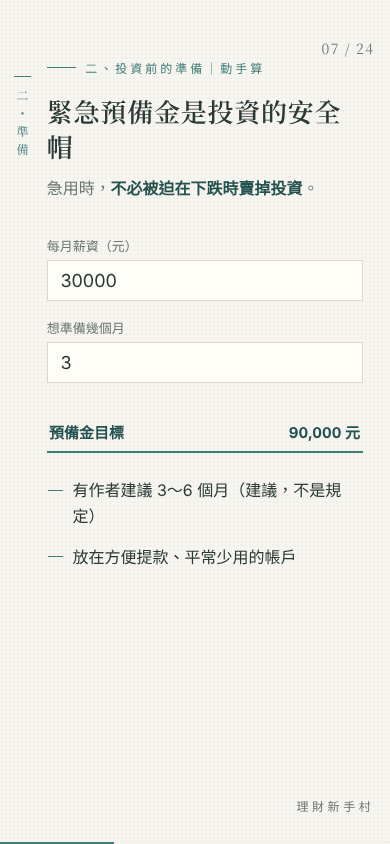 07 / 24
二、投資前的準備｜動手算
二・準備
緊急預備金是投資的安全
帽
急用時，不必被迫在下跌時賣掉投資。
每月薪資（元）
30000
想準備幾個月
3
預備金目標 90,000 元
— 有作者建議 3～6 個月（建議，不是規
定）
— 放在方便提款、平常少用的帳戶
理財新手村